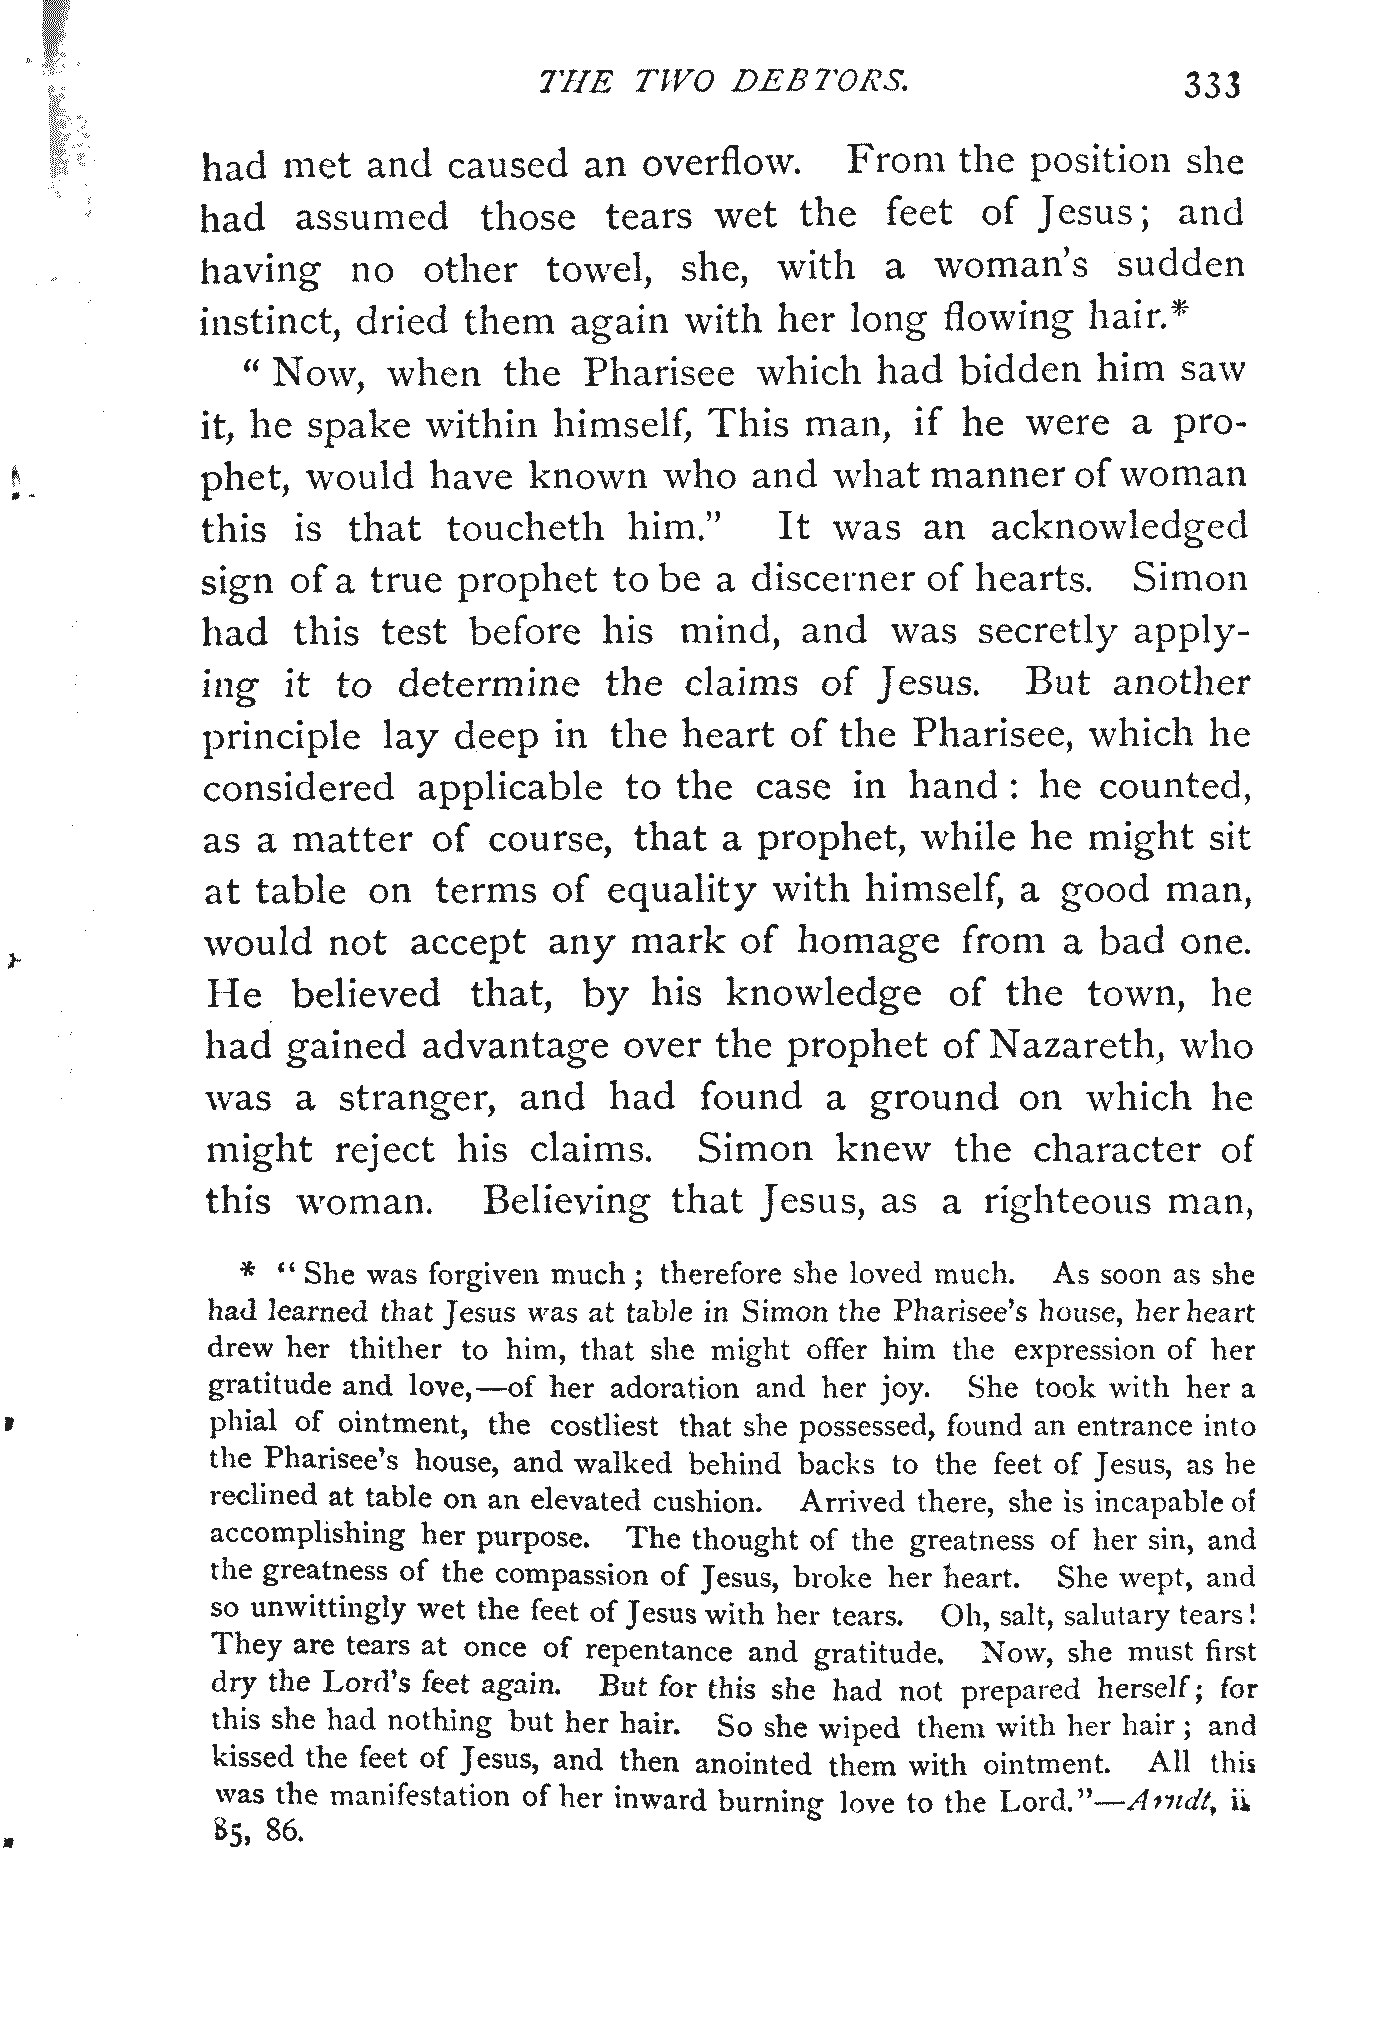 THE TWO DEBTORS. 333
had met and caused an overflow. From the position she
had assumed those tears wet the feet of Jesus; and
having no other towel, she, with a woman's sudden
instinct, dried them again with her long flowing hair.*
“ Now, when the Pharisee which had bidden him saw
it, he spake within himself, This man, if he were a pro-
phet, would have known who and what manner of woman
this is that toucheth him.” It was an acknowledged
sign of a true prophet to be a discerner of hearts. Simon
had this test before his mind, and was secretly apply-
ing it to determine the claims of Jesus. But another
principle lay deep in the heart of the Pharisee, which he
considered applicable to the case in hand : he counted,
as a matter of course, that a prophet, while he might sit
at table on terms of equality with himself, a good man,
would not accept any mark of homage from a bad one.
He believed that, by his knowledge of the town, he
had gained advantage over the prophet of Nazareth, who
was a stranger, and had found a ground on which he
might reject his claims. Simon knew the character of
this woman. Believing that Jesus, as a righteous man,
* “ She was forgiven much ; therefore she loved much. As soon as she
had learned that Jesus was at table in Simon the Pharisee's house, her heart
drew her thither to him, that she might offer him the expression of her
gratitude and love,—of her adoration and her joy. She took with her a
phial of ointment, the costliest that she possessed, found an entrance into
the Pharisee's house, and walked behind backs to the feet of Jesus, as he
reclined at table on an elevated cushion. Arrived there, she is incapable of
accomplishing her purpose. The thought of the greatness of her sin, and
the greatness of the compassion of Jesus, broke her heart. She wept, and
so unwittingly wet the feet of Jesus with her tears. Oh, salt, salutary tears!
They are tears at once of repentance and gratitude. Now, she must first
dry the Lord's feet again. But for this she had not prepared herself; for
this she had nothing but her hair. So she wiped them with her hair ; and
kissed the feet of Jesus, and then anointed them with ointment. All this
was the manifestation of her inward burning love to the Lord.”—Arndt, ii.
85, 86.